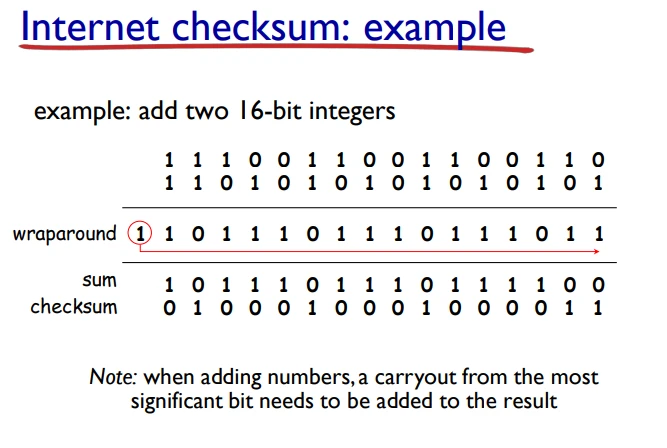 Internet checksum: example
example: add two 16-bit integers
1 1 1 0 0 1 1 0 0 1 1 0 0 1 1 0
1 1 0 1 0 1 0 1 0 1 0 1 0 1 0 1
wraparound 1 1 0 1 1 1 0 1 1 1 0 1 1 1 0 1 1
sum 1 0 1 1 1 0 1 1 1 0 1 1 1 1 0 0
checksum 0 1 0 0 0 1 0 0 0 1 0 0 0 0 1 1
Note: when adding numbers, a carryout from the most
significant bit needs to be added to the result